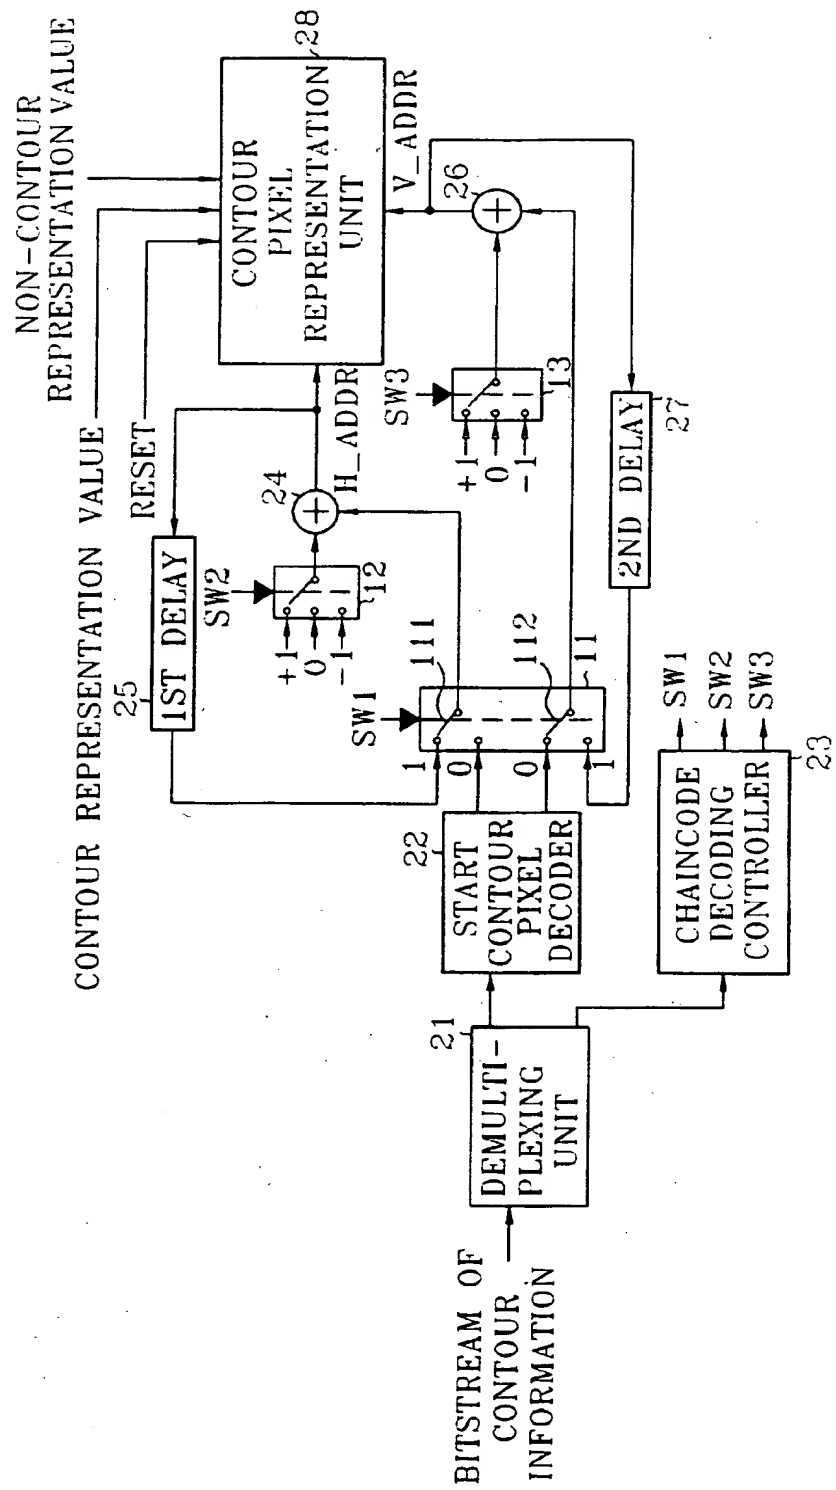 BITSTREAM OF
CONTOUR
INFORMATION
21
DEMULTI-
PLEXING
UNIT
22
START
CONTOUR
PIXEL
DECODER
CHAINCODE
DECODING
CONTROLLER
23
SW1
SW2
SW3
25
1ST DELAY
SW1
1
0
0
1
111
112
11
SW2
+1
0
-1
12
24
H_ADDR
SW3
+1
0
-1
13
26
V_ADDR
2ND DELAY
27
CONTOUR REPRESENTATION VALUE
RESET
NON-CONTOUR
REPRESENTATION VALUE
CONTOUR
PIXEL
REPRESENTATION
UNIT
28